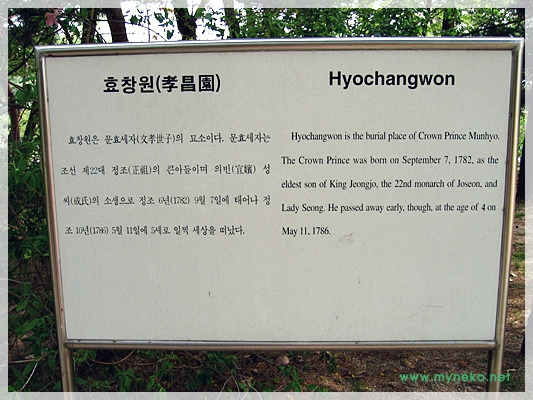 효창원(孝昌園)
효창원은 문효세자(文孝世子)의 묘소이다. 문효세자는
조선 제22대 정조(正祖)의 큰아들이며 의빈(宜嬪) 성
씨(成氏)의 소생으로 정조 6년(1782) 9월 7일에 태어나 정
조 10년(1786) 5월 11일에 5세로 일찍 세상을 떠났다.
Hyochangwon
Hyochangwon is the burial place of Crown Prince Munhyo.
The Crown Prince was born on September 7, 1782, as the
eldest son of King Jeongjo, the 22nd monarch of Joseon, and
Lady Seong. He passed away early, though, at the age of 4 on
May 11, 1786.
www.myneko.net